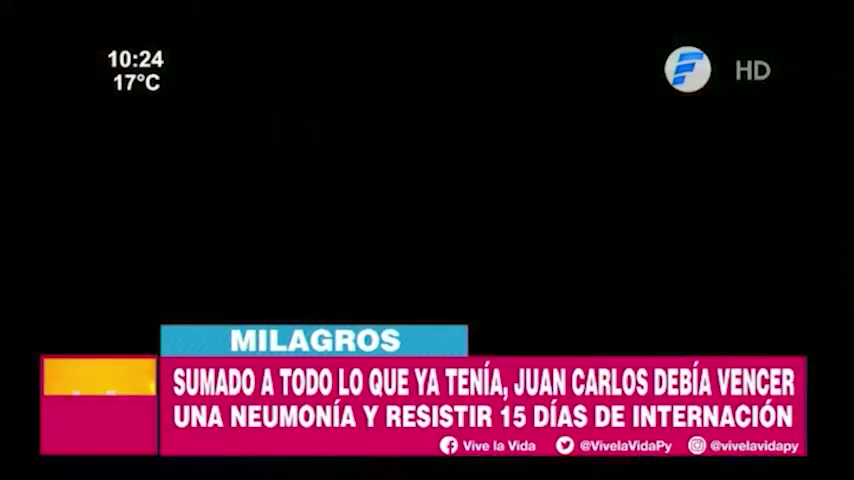 10:24
17°C
HD
MILAGROS
SUMADO A TODO LO QUE YA TENÍA, JUAN CARLOS DEBÍA VENCER
UNA NEUMONÍA Y RESISTIR 15 DÍAS DE INTERNACIÓN
Vive la Vida @VivelaVidaPy @vivelavidapy